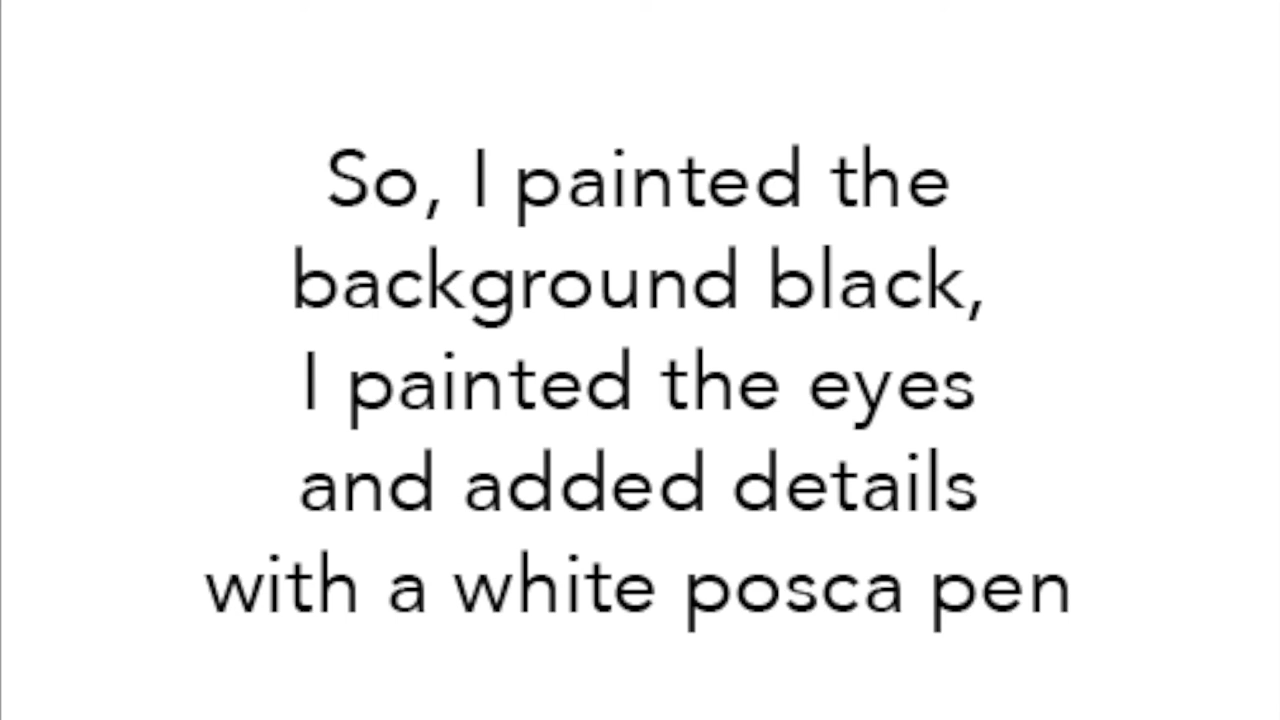 So, I painted the
background black,
I painted the eyes
and added details
with a white posca pen